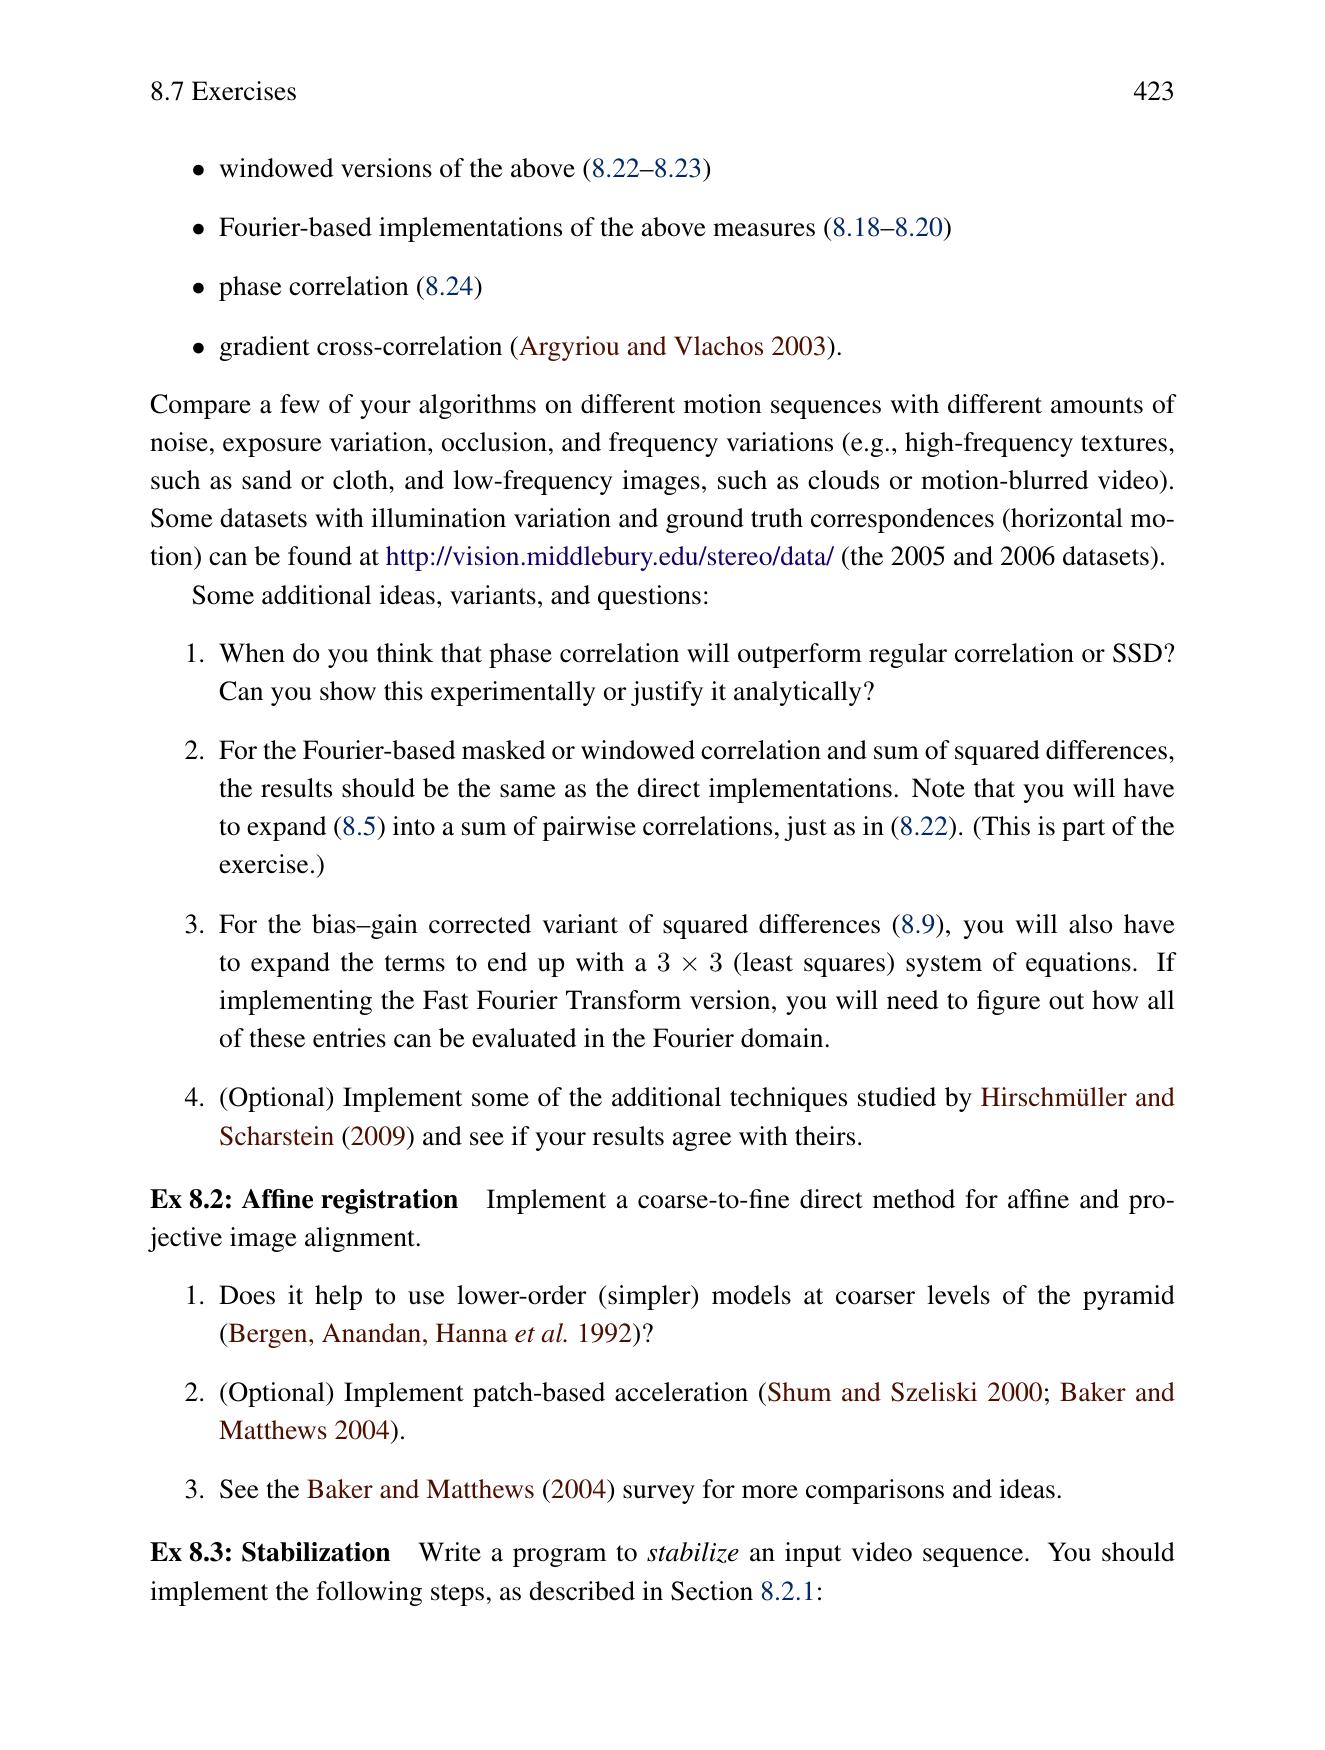 8.7 Exercises 423
• windowed versions of the above (8.22–8.23)
• Fourier-based implementations of the above measures (8.18–8.20)
• phase correlation (8.24)
• gradient cross-correlation (Argyriou and Vlachos 2003).
Compare a few of your algorithms on different motion sequences with different amounts of
noise, exposure variation, occlusion, and frequency variations (e.g., high-frequency textures,
such as sand or cloth, and low-frequency images, such as clouds or motion-blurred video).
Some datasets with illumination variation and ground truth correspondences (horizontal mo-
tion) can be found at http://vision.middlebury.edu/stereo/data/ (the 2005 and 2006 datasets).
Some additional ideas, variants, and questions:
1. When do you think that phase correlation will outperform regular correlation or SSD?
Can you show this experimentally or justify it analytically?
2. For the Fourier-based masked or windowed correlation and sum of squared differences,
the results should be the same as the direct implementations. Note that you will have
to expand (8.5) into a sum of pairwise correlations, just as in (8.22). (This is part of the
exercise.)
3. For the bias–gain corrected variant of squared differences (8.9), you will also have
to expand the terms to end up with a 3 × 3 (least squares) system of equations. If
implementing the Fast Fourier Transform version, you will need to figure out how all
of these entries can be evaluated in the Fourier domain.
4. (Optional) Implement some of the additional techniques studied by Hirschmüller and
Scharstein (2009) and see if your results agree with theirs.
Ex 8.2: Affine registration Implement a coarse-to-fine direct method for affine and pro-
jective image alignment.
1. Does it help to use lower-order (simpler) models at coarser levels of the pyramid
(Bergen, Anandan, Hanna et al. 1992)?
2. (Optional) Implement patch-based acceleration (Shum and Szeliski 2000; Baker and
Matthews 2004).
3. See the Baker and Matthews (2004) survey for more comparisons and ideas.
Ex 8.3: Stabilization Write a program to stabilize an input video sequence. You should
implement the following steps, as described in Section 8.2.1: